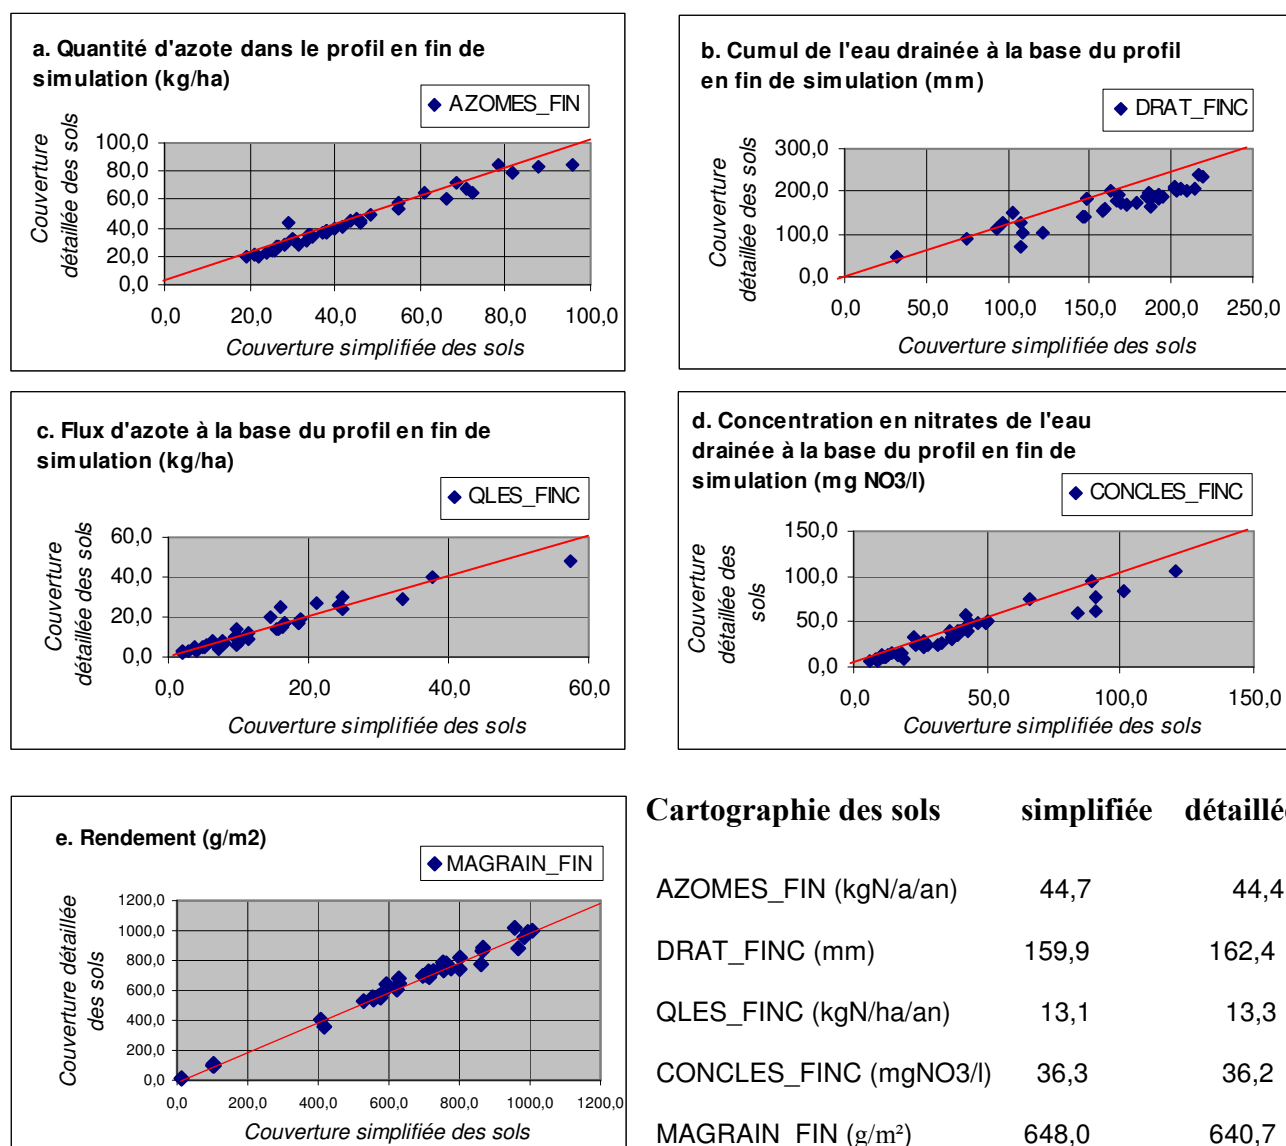 a. Quantité d'azote dans le profil en fin de
simulation (kg/ha)
AZOMES_FIN
Couverture
détaillée des sols
100,0
80,0
60,0
40,0
20,0
0,0
0,0 20,0 40,0 60,0 80,0 100,0
Couverture simplifiée des sols
b. Cumul de l'eau drainée à la base du profil
en fin de simulation (mm)
DRAT_FINC
Couverture
détaillée des sols
300,0
200,0
100,0
0,0
0,0 50,0 100,0 150,0 200,0 250,0
Couverture simplifiée des sols
c. Flux d'azote à la base du profil en fin de
simulation (kg/ha)
QLES_FINC
Couverture
détaillée des sols
60,0
40,0
20,0
0,0
0,0 20,0 40,0 60,0
Couverture simplifiée des sols
d. Concentration en nitrates de l'eau
drainée à la base du profil en fin de
simulation (mg NO3/l)
CONCLES_FINC
Couverture
détaillée des
sols
150,0
100,0
50,0
0,0
0,0 50,0 100,0 150,0
Couverture simplifiée des sols
e. Rendement (g/m2)
MAGRAIN_FIN
Couverture détaillée
des sols
1200,0
1000,0
800,0
600,0
400,0
200,0
0,0
0,0 200,0 400,0 600,0 800,0 1000,0 1200,0
Couverture simplifiée des sols
Cartographie des sols simplifiée détaillée
AZOMES_FIN (kgN/a/an) 44,7 44,4
DRAT_FINC (mm) 159,9 162,4
QLES_FINC (kgN/ha/an) 13,1 13,3
CONCLES_FINC (mgNO3/l) 36,3 36,2
MAGRAIN_FIN (g/m²) 648,0 640,7